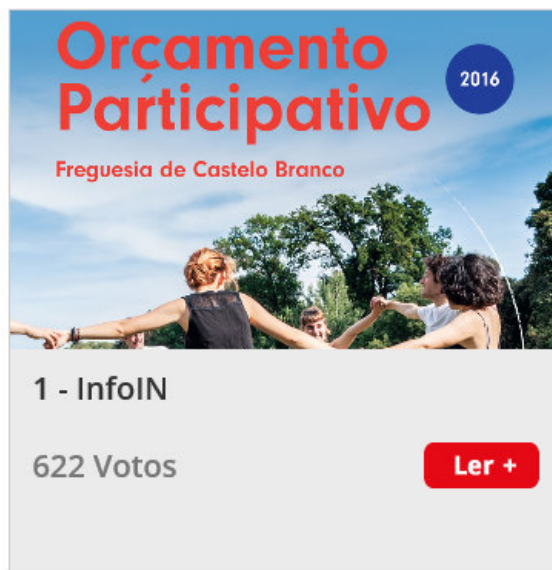 Orçamento
Participativo
2016
Freguesia de Castelo Branco
1 - InfoIN
622 Votos
Ler +